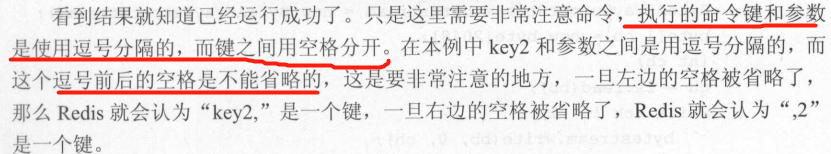 看到结果就知道已经运行成功了。只是这里需要非常注意命令，执行的命令键和参数
是使用逗号分隔的，而键之间用空格分开。在本例中 key2 和参数之间是用逗号分隔的，而
这个逗号前后的空格是不能省略的，这是要非常注意的地方，一旦左边的空格被省略了，
那么 Redis 就会认为“key2,”是一个键，一旦右边的空格被省略了，Redis 就会认为“,2”
是一个键。